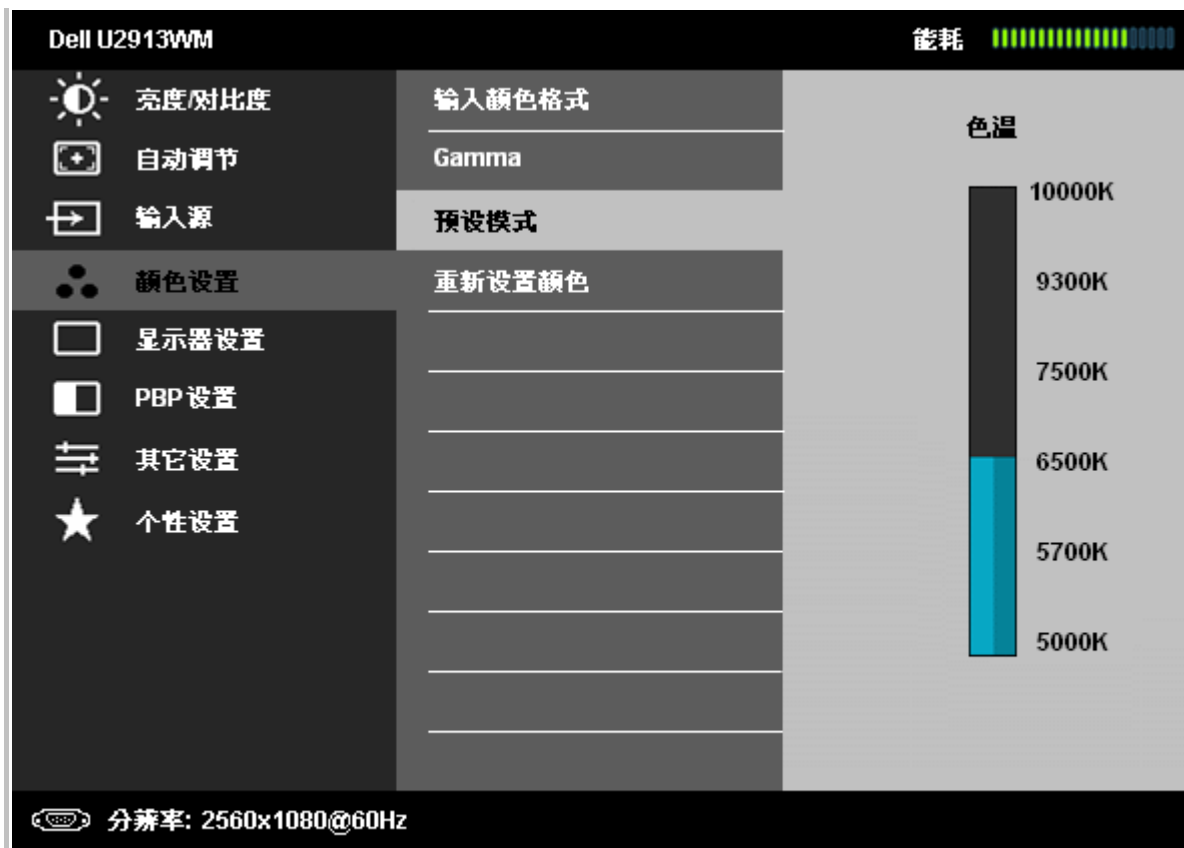 Dell U2913WM
能耗
亮度/对比度
自动调节
输入源
颜色设置
显示器设置
PBP 设置
其它设置
个性设置
输入颜色格式
Gamma
预设模式
重新设置颜色
色温
10000K
9300K
7500K
6500K
5700K
5000K
分辨率: 2560x1080@60Hz